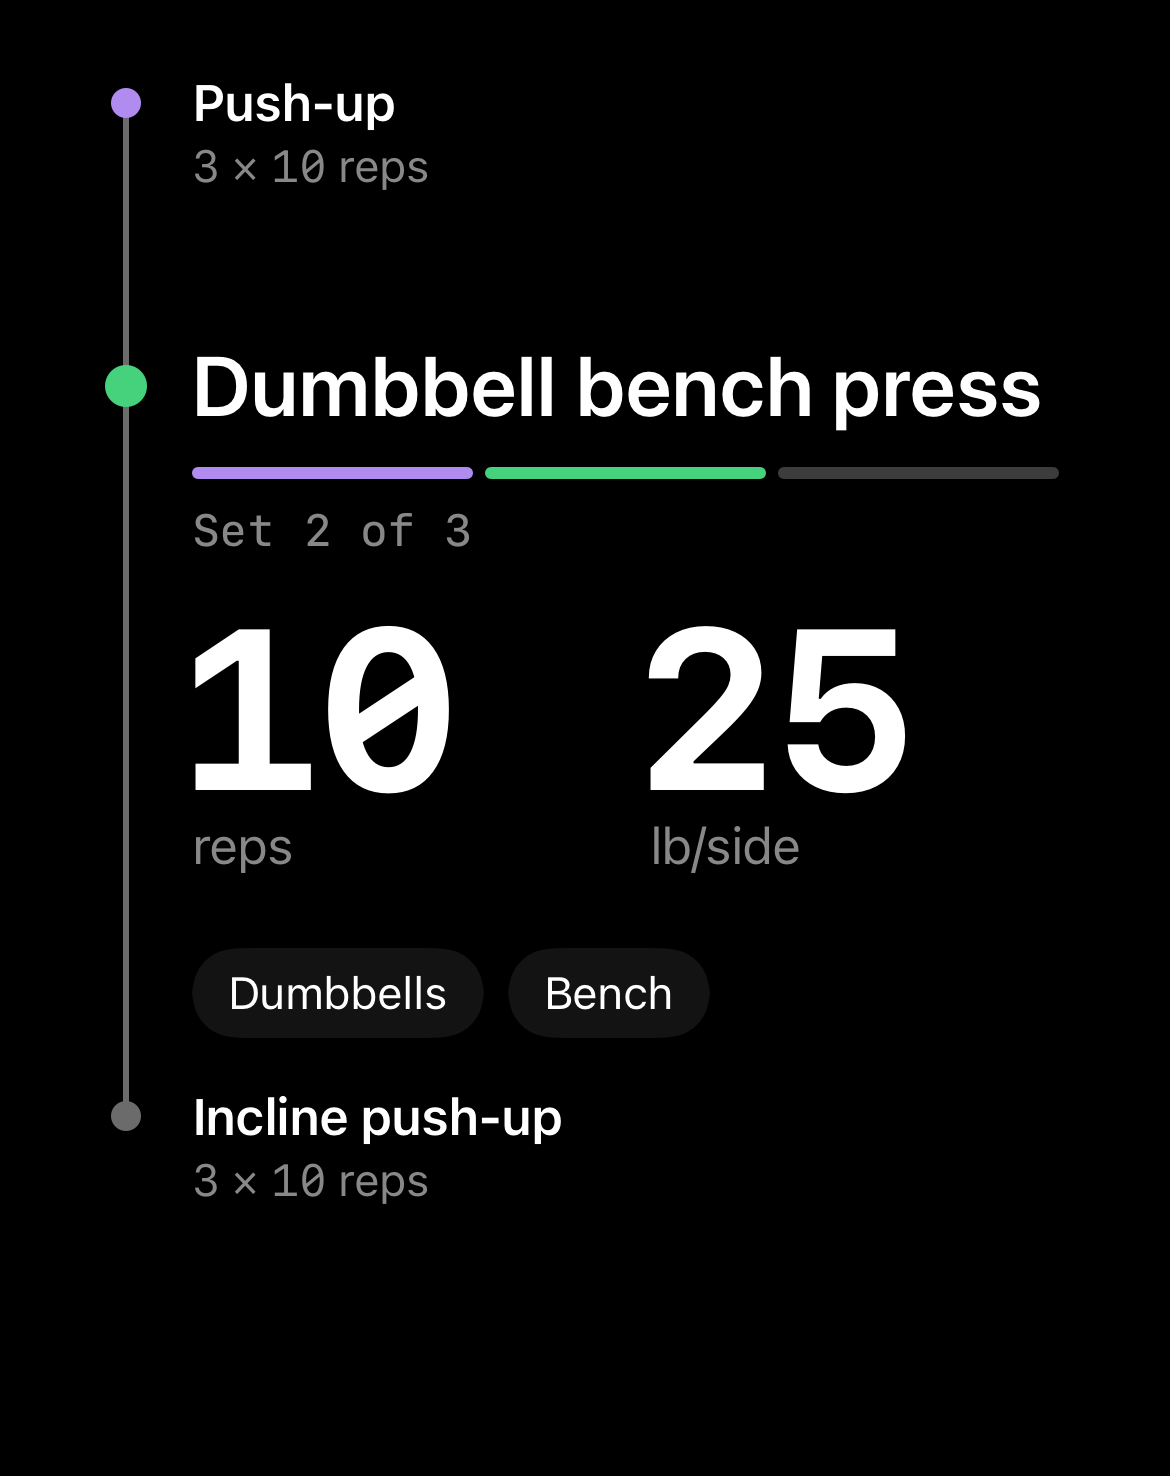 Push-up
3 × 10 reps
Dumbbell bench press
Set 2 of 3
10 25
reps lb/side
Dumbbells Bench
Incline push-up
3 × 10 reps